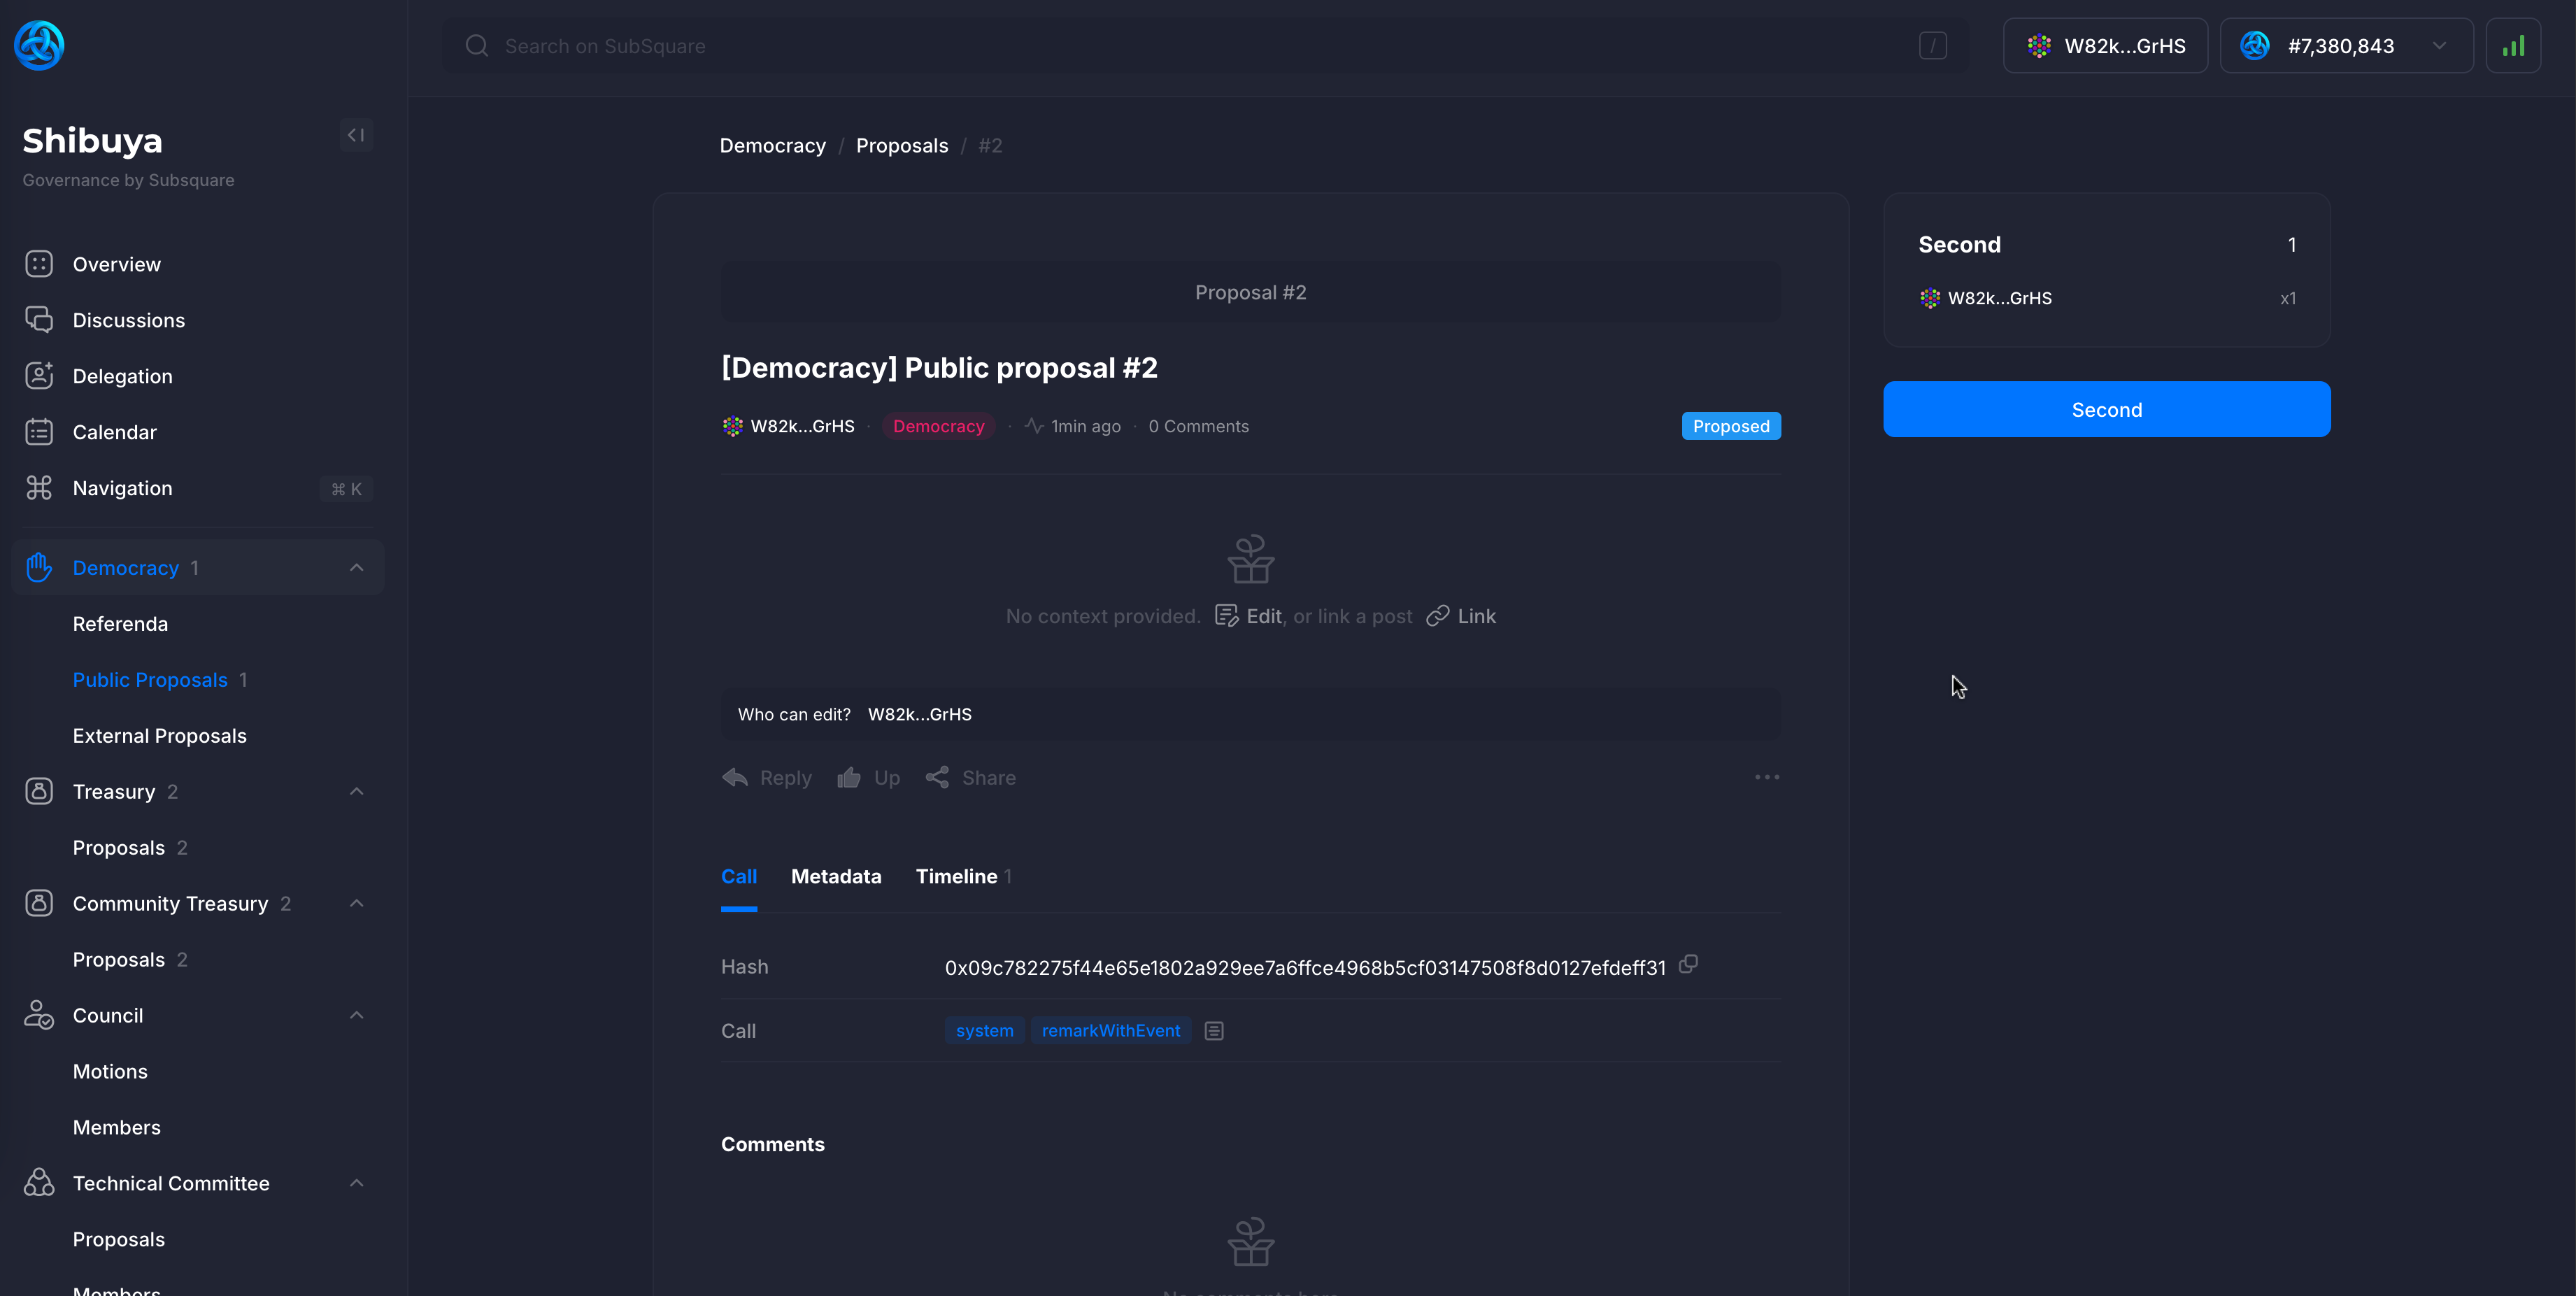 Search on SubSquare
/
W82k...GrHS
#7,380,843
Shibuya
Governance by Subsquare
Overview
Discussions
Delegation
Calendar
Navigation ⌘ K
Democracy 1
Referenda
Public Proposals 1
External Proposals
Treasury 2
Proposals 2
Community Treasury 2
Proposals 2
Council
Motions
Members
Technical Committee
Proposals
Members
Democracy / Proposals / #2
Proposal #2
[Democracy] Public proposal #2
W82k...GrHS · Democracy · 1min ago · 0 Comments Proposed
No context provided. Edit, or link a post Link
Who can edit? W82k...GrHS
Reply Up Share
Call Metadata Timeline 1
Hash 0x09c782275f44e65e1802a929ee7a6ffce4968b5cf03147508f8d0127efdeff31
Call system remarkWithEvent
Comments
No comments here
Second 1
W82k...GrHS x1
Second